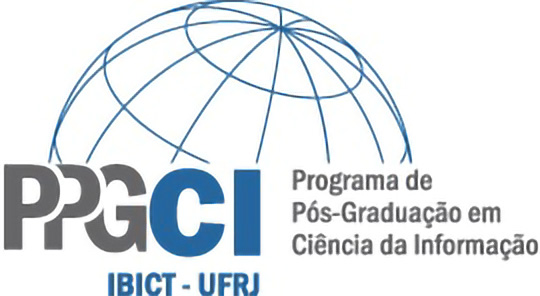 PPGCI
IBICT - UFRJ
Programa de
Pós-Graduação em
Ciência da Informação